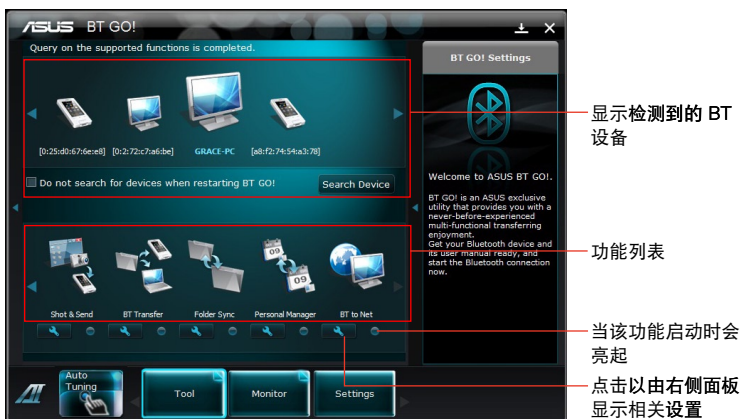 ASUS BT GO!
Query on the supported functions is completed.
[0:25:d0:67:6e:e8] [0:2:72:c7:a6:be] GRACE-PC [a8:f2:74:54:a3:78]
Do not search for devices when restarting BT GO!
Search Device
Shot & Send BT Transfer Folder Sync Personal Manager BT to Net
09
09
BT GO! Settings
Welcome to ASUS BT GO!.
BT GO! is an ASUS exclusive
utility that provides you with a
never-before-experienced
multi-functional transferring
enjoyment.
Get your Bluetooth device and
its user manual ready, and
start the Bluetooth connection
now.
AI
Auto
Tuning
Tool
Monitor
Settings
显示检测到的 BT
设备
功能列表
当该功能启动时会
亮起
点击以由右侧面板
显示相关设置